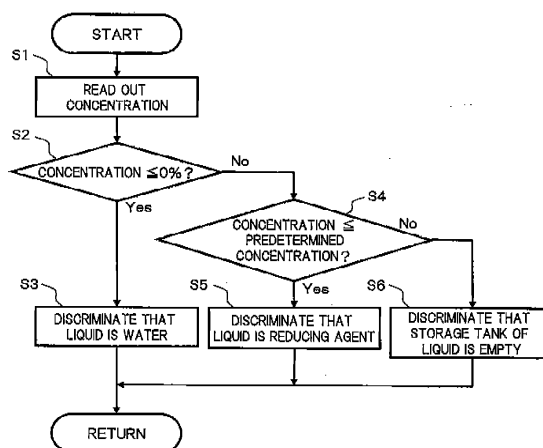 START
S1
READ OUT
CONCENTRATION
S2
CONCENTRATION ≦0%?
No
Yes
S4
CONCENTRATION ≦
PREDETERMINED
CONCENTRATION?
No
Yes
S3
DISCRIMINATE THAT
LIQUID IS WATER
S5
DISCRIMINATE THAT
LIQUID IS REDUCING AGENT
S6
DISCRIMINATE THAT
STORAGE TANK OF
LIQUID IS EMPTY
RETURN